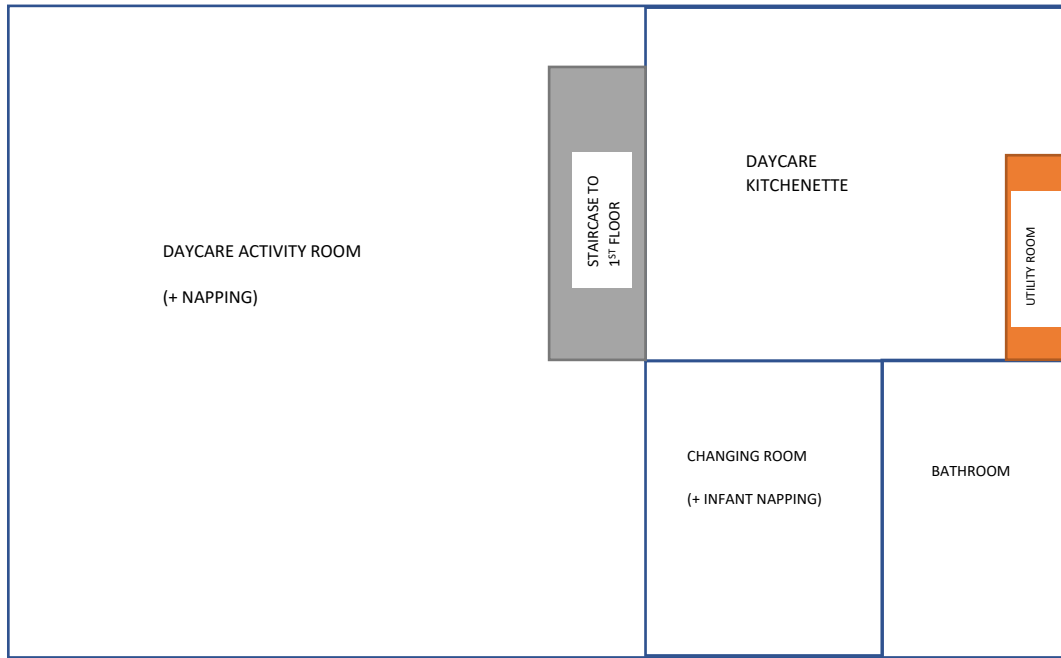 DAYCARE ACTIVITY ROOM
(+ NAPPING)
STAIRCASE TO
1ST FLOOR
DAYCARE
KITCHENETTE
UTILITY ROOM
CHANGING ROOM
(+ INFANT NAPPING)
BATHROOM